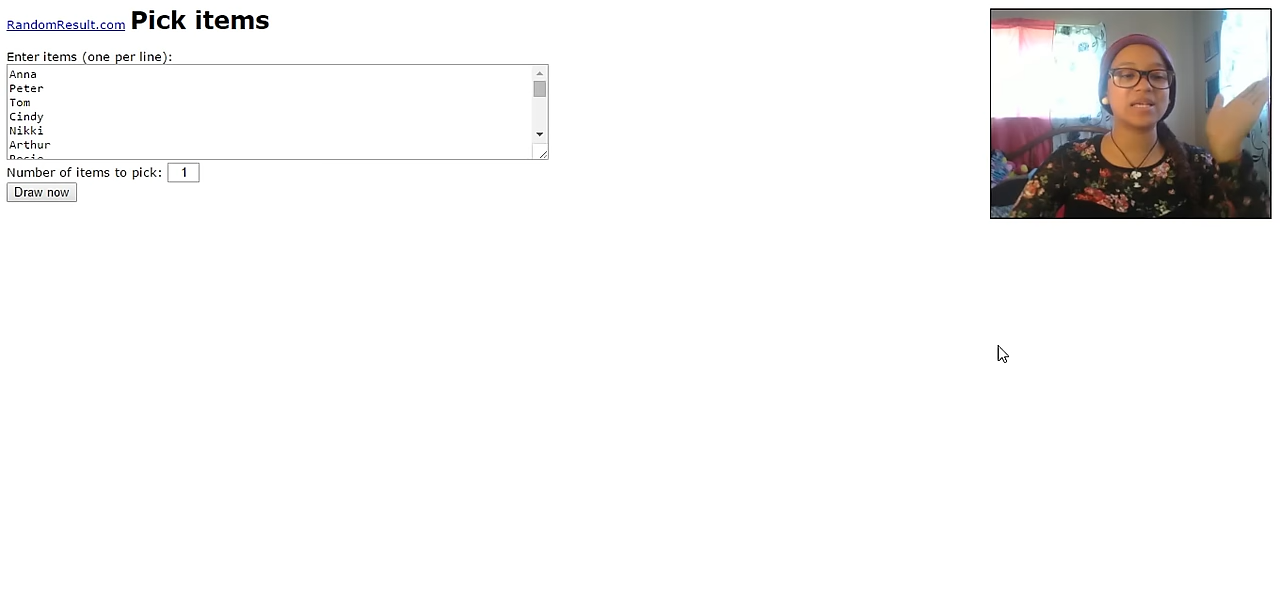 RandomResult.com Pick items
Enter items (one per line):
Anna
Peter
Tom
Cindy
Nikki
Arthur
Number of items to pick: 1
Draw now